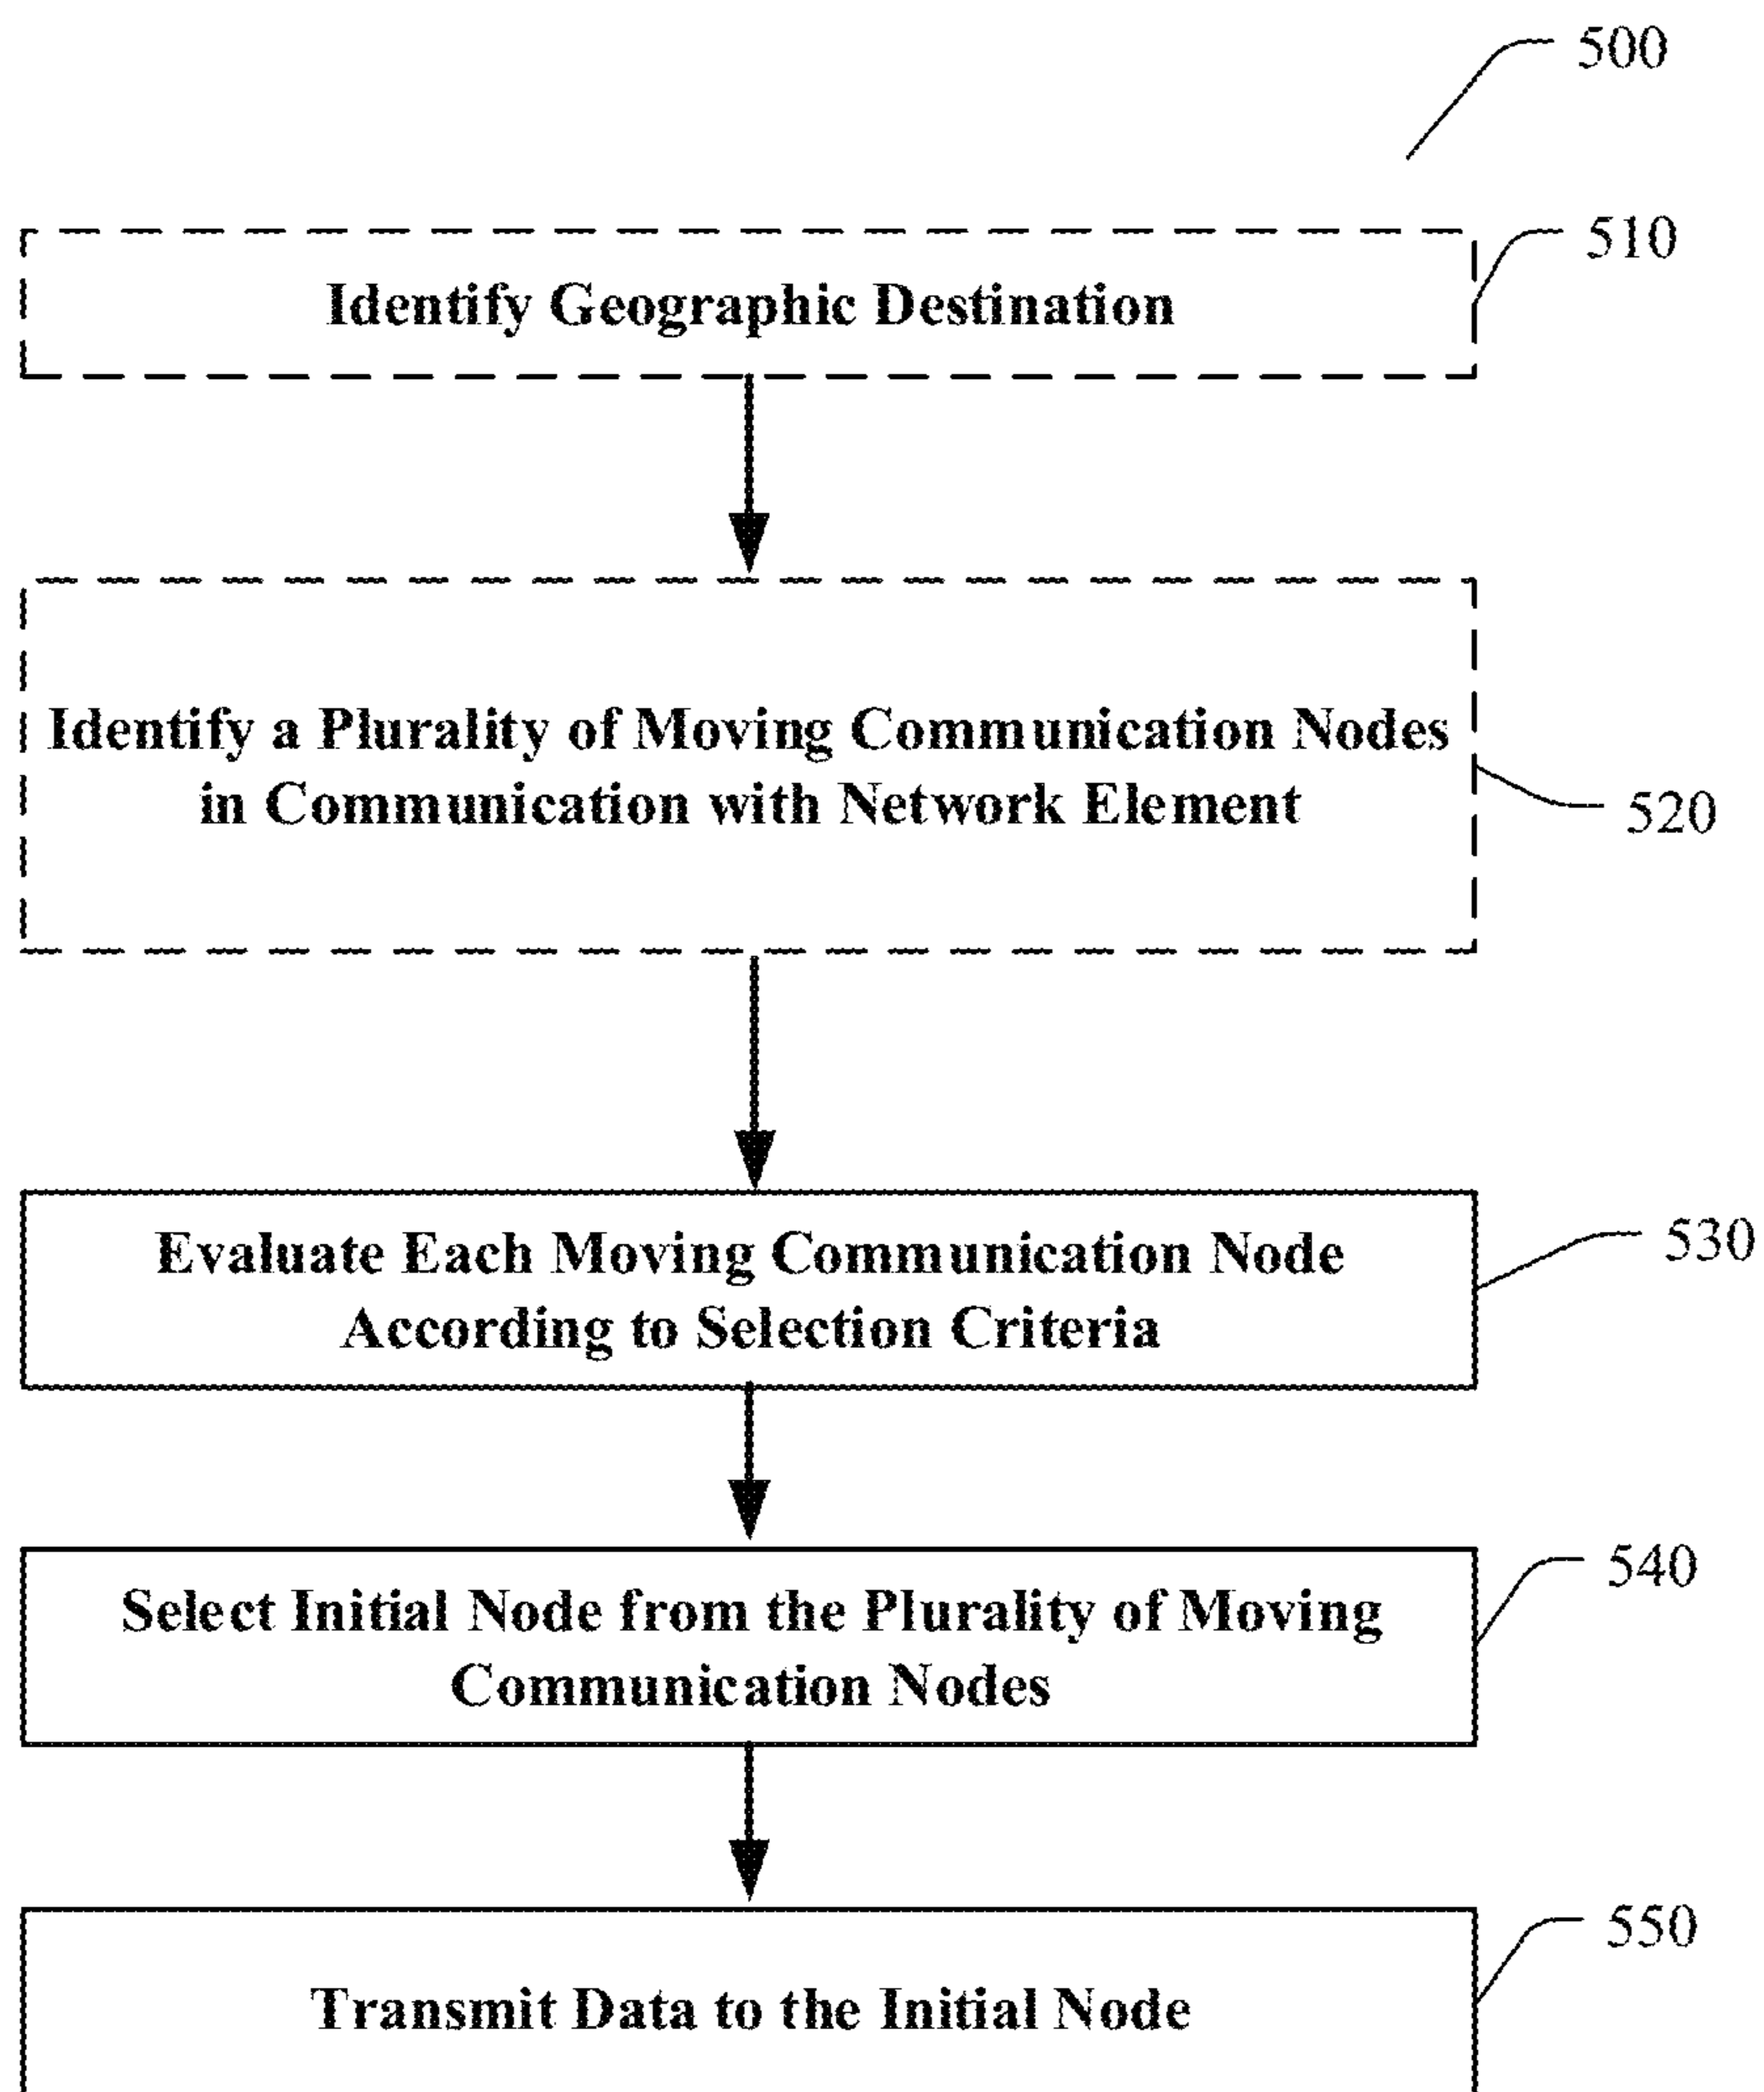 500
510
Identify Geographic Destination
Identify a Plurality of Moving Communication Nodes
in Communication with Network Element
520
Evaluate Each Moving Communication Node
According to Selection Criteria
530
540
Select Initial Node from the Plurality of Moving
Communication Nodes
550
Transmit Data to the Initial Node